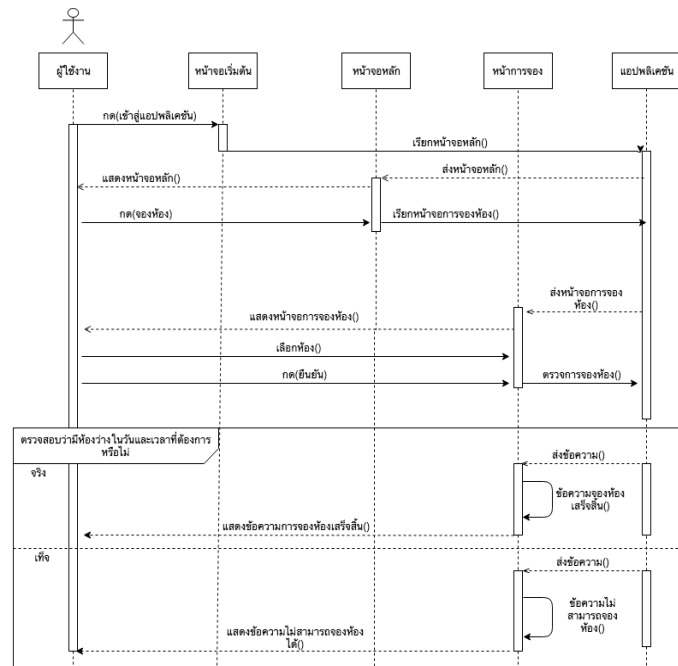 ผู้ใช้งาน
หน้าจอเริ่มต้น
หน้าจอหลัก
หน้าการจอง
แอปพลิเคชัน
กด(เข้าสู่แอปพลิเคชัน)
เรียกหน้าจอหลัก()
ส่งหน้าจอหลัก()
แสดงหน้าจอหลัก()
กด(จองห้อง)
เรียกหน้าจอการจองห้อง()
ส่งหน้าจอการจอง
ห้อง()
แสดงหน้าจอการจองห้อง()
เลือกห้อง()
กด(ยืนยัน)
ตรวจการจองห้อง()
ตรวจสอบว่ามีห้องว่างในวันและเวลาที่ต้องการ
หรือไม่
จริง
ส่งข้อความ()
ข้อความจองห้อง
เสร็จสิ้น()
แสดงข้อความการจองห้องเสร็จสิ้น()
เท็จ
ส่งข้อความ()
ข้อความไม่
สามารถจอง
ห้อง()
แสดงข้อความไม่สามารถจองห้อง
ได้()